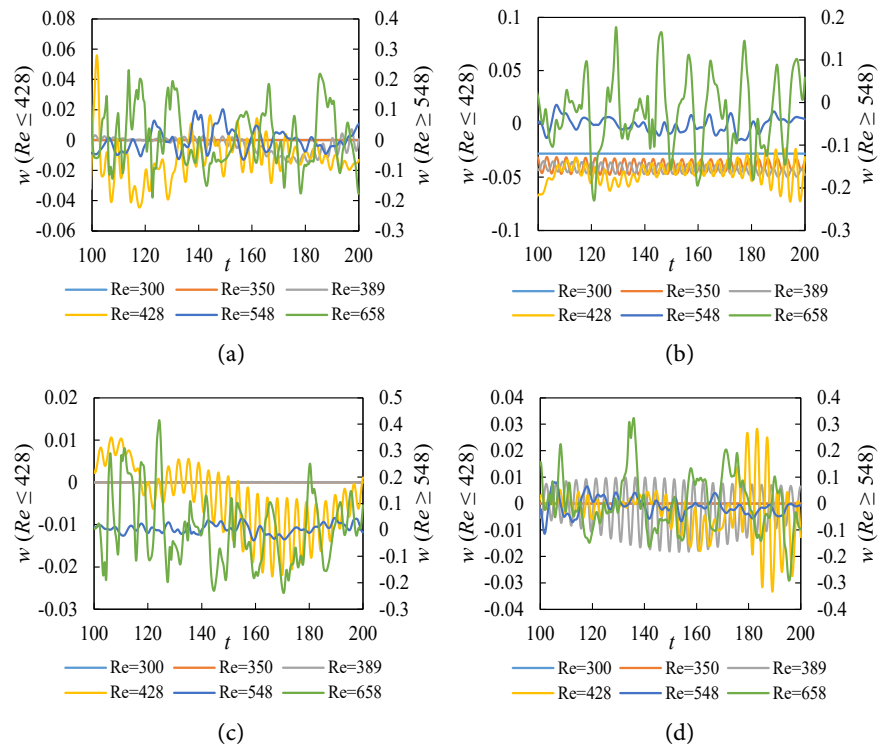 0.08
0.06
0.04
0.02
0
-0.02
-0.04
-0.06
w (Re ≤ 428)
0.4
0.3
0.2
0.1
0
-0.1
-0.2
-0.3
w (Re ≥ 548)
100 120 140 160 180 200
t
Re=300 Re=350 Re=389
Re=428 Re=548 Re=658
(a)
0.1
0.05
0
-0.05
-0.1
w (Re ≤ 428)
0.2
0.1
0
-0.1
-0.2
-0.3
w (Re ≥ 548)
100 120 140 160 180 200
t
Re=300 Re=350 Re=389
Re=428 Re=548 Re=658
(b)
0.02
0.01
0
-0.01
-0.02
-0.03
w (Re ≤ 428)
0.5
0.4
0.3
0.2
0.1
0
-0.1
-0.2
-0.3
w (Re ≥ 548)
100 120 140 160 180 200
t
Re=300 Re=350 Re=389
Re=428 Re=548 Re=658
(c)
0.04
0.03
0.02
0.01
0
-0.01
-0.02
-0.03
-0.04
w (Re ≤ 428)
0.4
0.3
0.2
0.1
0
-0.1
-0.2
-0.3
-0.4
w (Re ≥ 548)
100 120 140 160 180 200
t
Re=300 Re=350 Re=389
Re=428 Re=548 Re=658
(d)